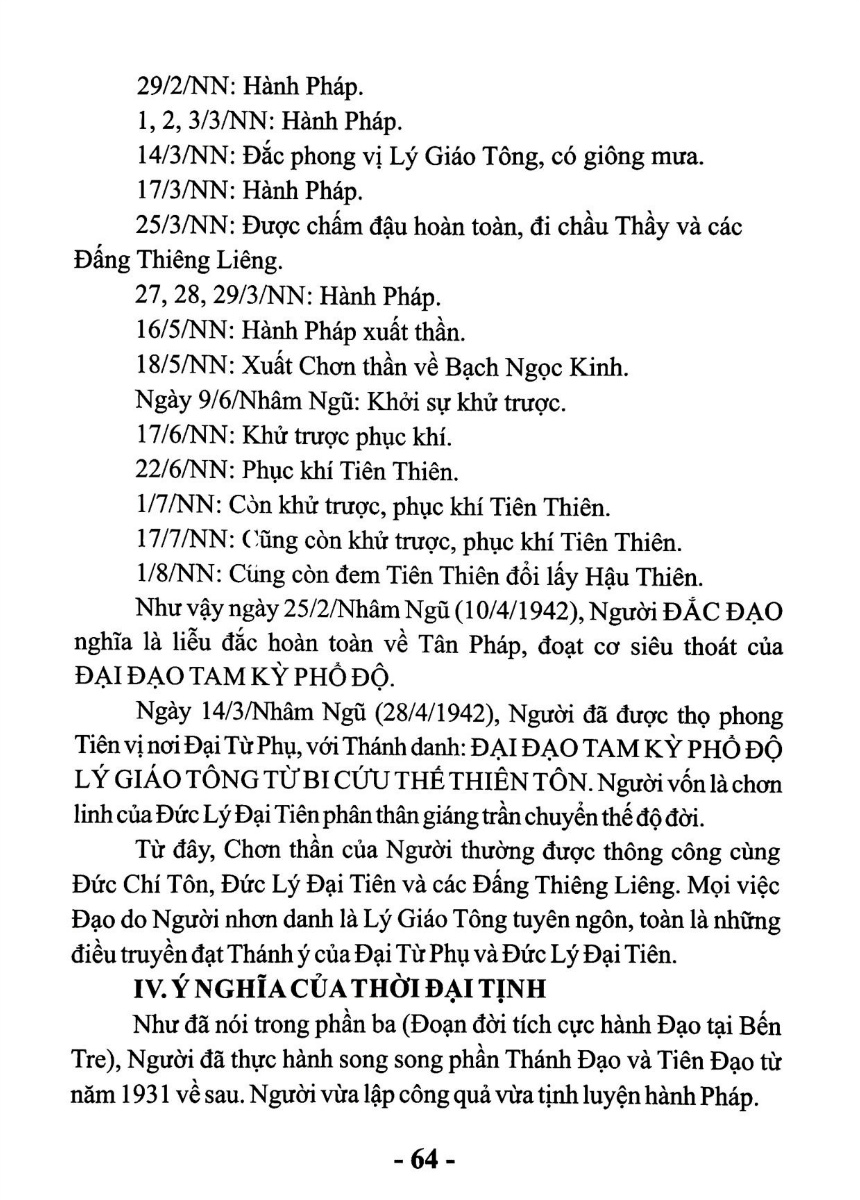 29/2/NN: Hành Pháp.
1, 2, 3/3/NN: Hành Pháp.
14/3/NN: Đắc phong vị Lý Giáo Tông, có giông mưa.
17/3/NN: Hành Pháp.
25/3/NN: Được chấm đậu hoàn toàn, đi chầu Thầy và các
Đấng Thiêng Liêng.
27, 28, 29/3/NN: Hành Pháp.
16/5/NN: Hành Pháp xuất thần.
18/5/NN: Xuất Chơn thần về Bạch Ngọc Kinh.
Ngày 9/6/Nhâm Ngũ: Khởi sự khử trược.
17/6/NN: Khử trược phục khí.
22/6/NN: Phục khí Tiên Thiên.
1/7/NN: Còn khử trược, phục khí Tiên Thiên.
17/7/NN: Cũng còn khử trược, phục khí Tiên Thiên.
1/8/NN: Cũng còn đem Tiên Thiên đổi lấy Hậu Thiên.
Như vậy ngày 25/2/Nhâm Ngũ (10/4/1942), Người ĐẮC ĐẠO
nghĩa là liễu đắc hoàn toàn về Tân Pháp, đoạt cơ siêu thoát của
ĐẠI ĐẠO TAM KỲ PHỔ ĐỘ.
Ngày 14/3/Nhâm Ngũ (28/4/1942), Người đã được thọ phong
Tiên vị nơi Đại Từ Phụ, với Thánh danh: ĐẠI ĐẠO TAM KỲ PHỔ ĐỘ
LÝ GIÁO TÔNG TỪ BI CỨU THẾ THIÊN TÔN. Người vốn là chơn
linh của Đức Lý Đại Tiên phân thân giáng trần chuyển thế độ đời.
Từ đây, Chơn thần của Người thường được thông công cùng
Đức Chí Tôn, Đức Lý Đại Tiên và các Đấng Thiêng Liêng. Mọi việc
Đạo do Người nhơn danh là Lý Giáo Tông tuyên ngôn, toàn là những
điều truyền đạt Thánh ý của Đại Từ Phụ và Đức Lý Đại Tiên.
IV. Ý NGHĨA CỦA THỜI ĐẠI TỊNH
Như đã nói trong phần ba (Đoạn đời tích cực hành Đạo tại Bến
Tre), Người đã thực hành song song phần Thánh Đạo và Tiên Đạo từ
năm 1931 về sau. Người vừa lập công quả vừa tịnh luyện hành Pháp.
- 64 -